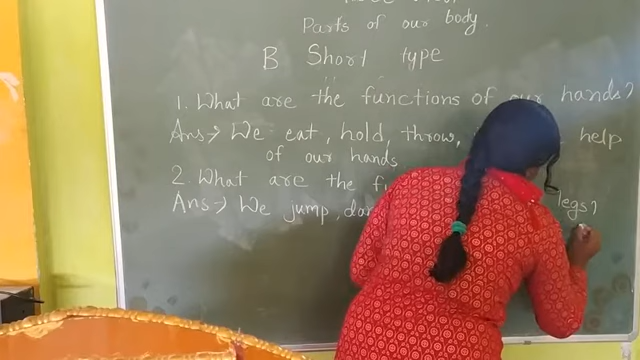 Parts of our body.
B Short type
1. What are the functions of our hands?
Ans:→ We eat, hold, throw, help
of our hands.
2. What are the legs?
Ans:→ We jump,